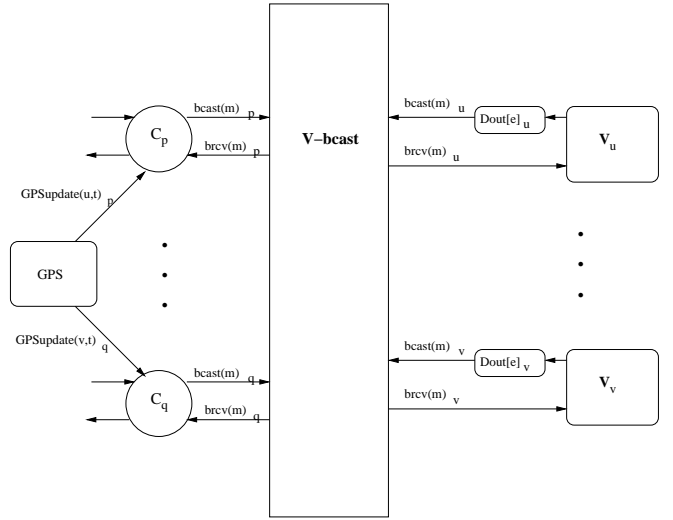 bcast(m) p
C p
brcv(m) p
GPSupdate(u,t) p
GPS
GPSupdate(v,t) q
bcast(m) q
C q
brcv(m) q
V–bcast
bcast(m) u
Dout[e] u
V u
brcv(m) u
bcast(m) v
Dout[e] v
V v
brcv(m) v